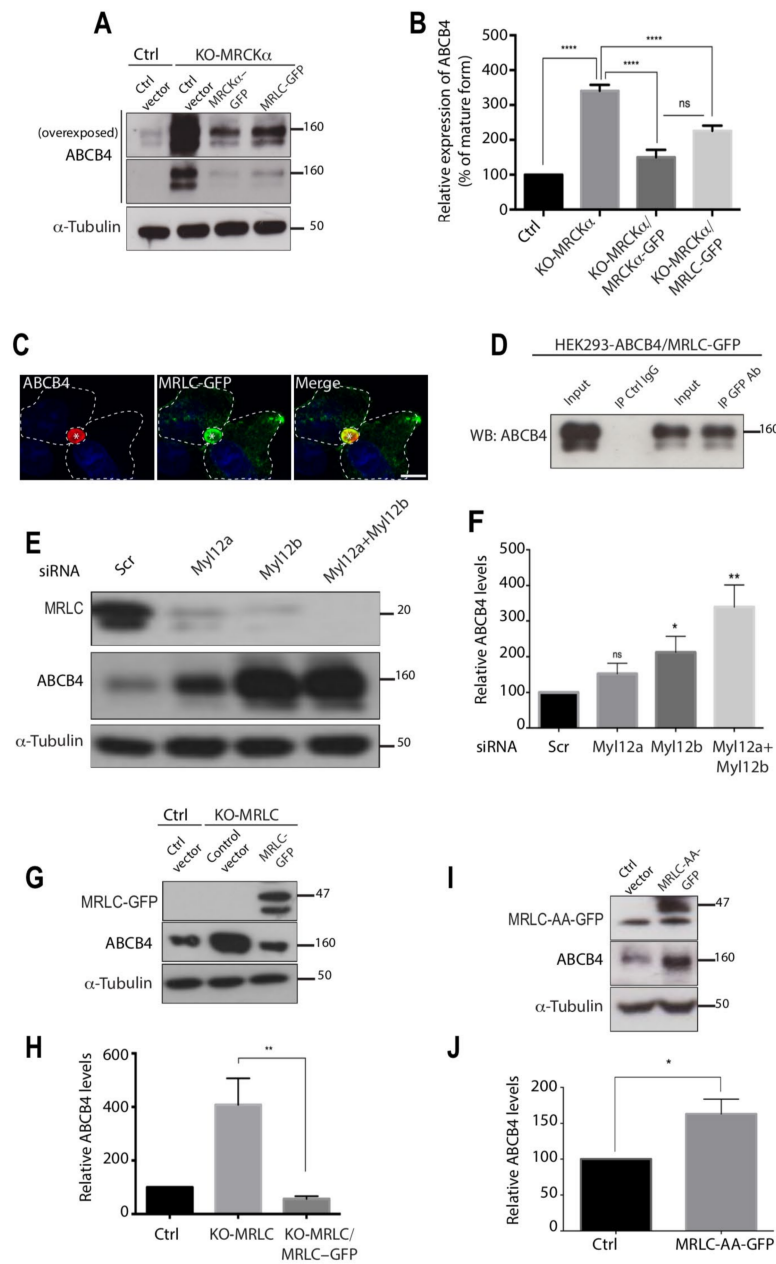 A
Ctrl
KO-MRCKα
Ctrl vector
Ctrl vector
MRCKα–GFP
MRLC-GFP
(overexposed)
ABCB4
160
160
α-Tubulin
50
B
Relative expression of ABCB4
(% of mature form)
500
400
300
200
100
0
****
****
****
ns
Ctrl
KO-MRCKα
KO-MRCKα/
MRCKα-GFP
KO-MRCKα/
MRLC-GFP
C
ABCB4
MRLC-GFP
Merge
*
*
*
D
HEK293-ABCB4/MRLC-GFP
Input
IP Ctrl IgG
Input
IP GFP Ab
WB: ABCB4
160
E
siRNA
Scr
Myl12a
Myl12b
Myl12a+Myl12b
MRLC
20
ABCB4
160
α-Tubulin
50
F
Relative ABCB4 levels
500
400
300
200
100
0
ns
*
**
siRNA
Scr
Myl12a
Myl12b
Myl12a+
Myl12b
G
Ctrl
KO-MRLC
Ctrl
vector
Control
vector
MRLC-
GFP
MRLC-GFP
47
ABCB4
160
α-Tubulin
50
H
Relative ABCB4 levels
600
400
200
0
**
Ctrl
KO-MRLC
KO-MRLC/
MRLC–GFP
I
Ctrl
vector
MRLC-AA-
GFP
MRLC-AA-GFP
47
ABCB4
160
α-Tubulin
50
J
Relative ABCB4 levels
200
150
100
50
0
*
Ctrl
MRLC-AA-GFP